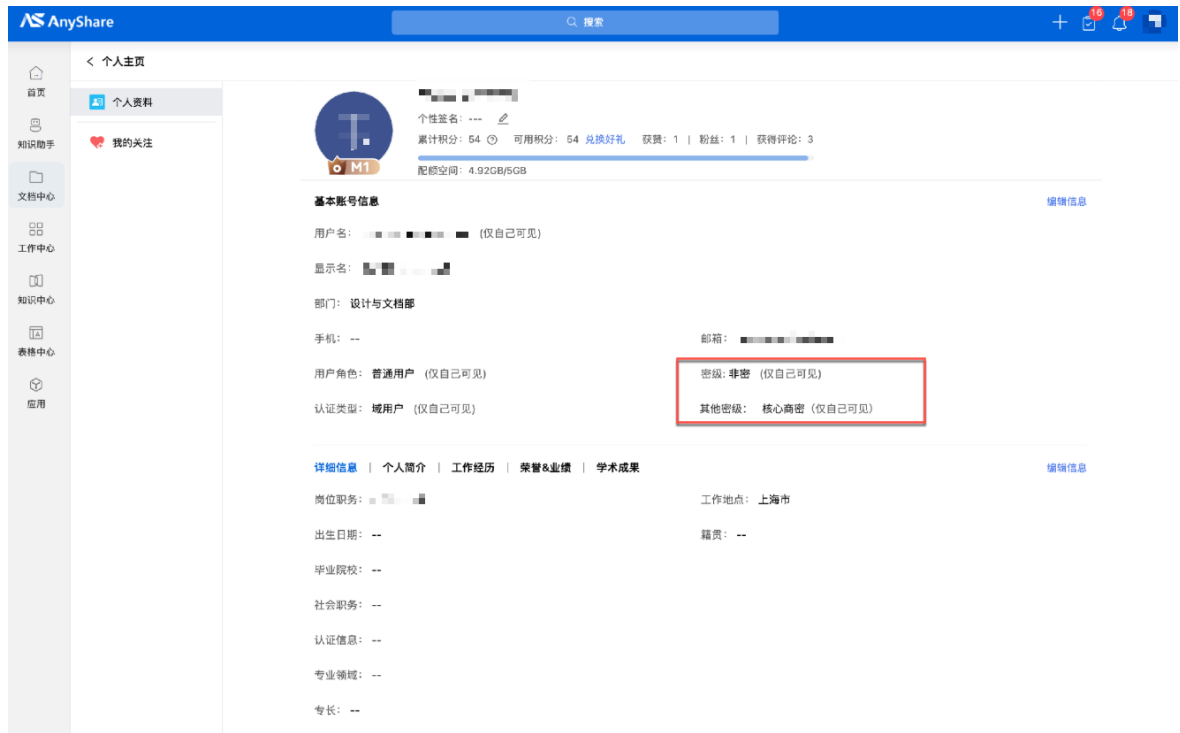 AnyShare
搜索
16
18
首页
知识助手
文档中心
工作中心
知识中心
表格中心
应用
< 个人主页
个人资料
我的关注
M1
个性签名: ---
累计积分: 54 可用积分: 54 兑换好礼 获赞: 1 | 粉丝: 1 | 获得评论: 3
配额空间: 4.92GB/5GB
基本账号信息 编辑信息
用户名: (仅自己可见)
显示名:
部门: 设计与文档部
手机: -- 邮箱:
用户角色: 普通用户 (仅自己可见) 密级: 非密 (仅自己可见)
认证类型: 域用户 (仅自己可见) 其他密级: 核心商密 (仅自己可见)
详细信息 | 个人简介 | 工作经历 | 荣誉&业绩 | 学术成果 编辑信息
岗位职务: 工作地点: 上海市
出生日期: -- 籍贯: --
毕业院校: --
社会职务: --
认证信息: --
专业领域: --
专长: --